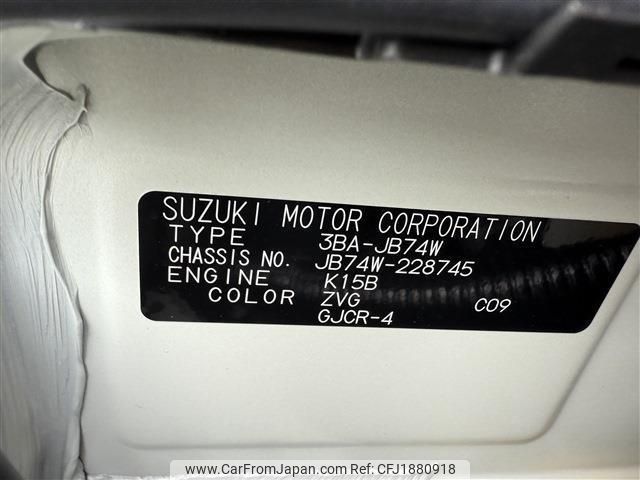 SUZUKI MOTOR CORPORATION
TYPE 3BA-JB74W
CHASSIS NO. JB74W-228745
ENGINE K15B
COLOR ZVG C09
GJCR-4
www.CarFromJapan.com CFJ1880918